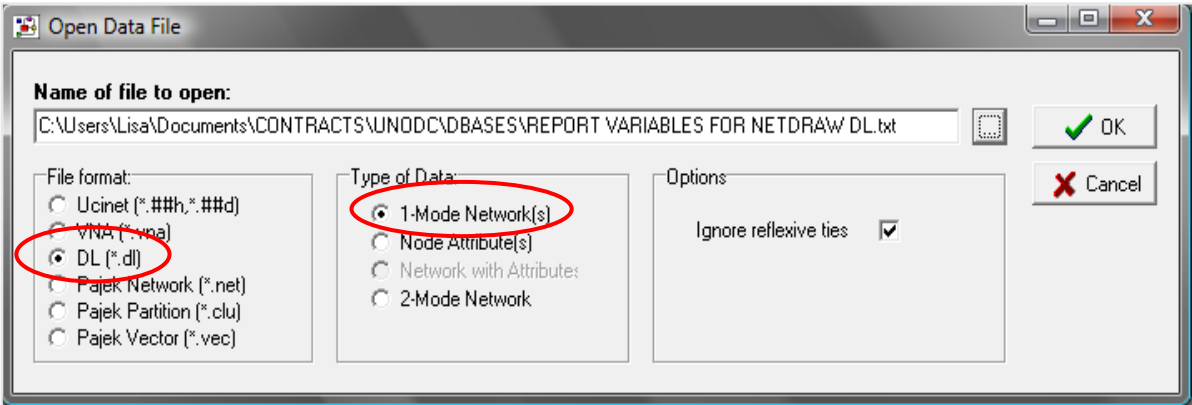 Open Data File
Name of file to open:
C:\Users\Lisa\Documents\CONTRACTS\UNODC\DBASES\REPORT VARIABLES FOR NETDRAW DL.txt
...
OK
Cancel
File format:
Ucinet (*.##h,*.##d)
VNA (*.vna)
DL (*.dl)
Pajek Network (*.net)
Pajek Partition (*.clu)
Pajek Vector (*.vec)
Type of Data:
1-Mode Network(s)
Node Attribute(s)
Network with Attributes
2-Mode Network
Options
Ignore reflexive ties